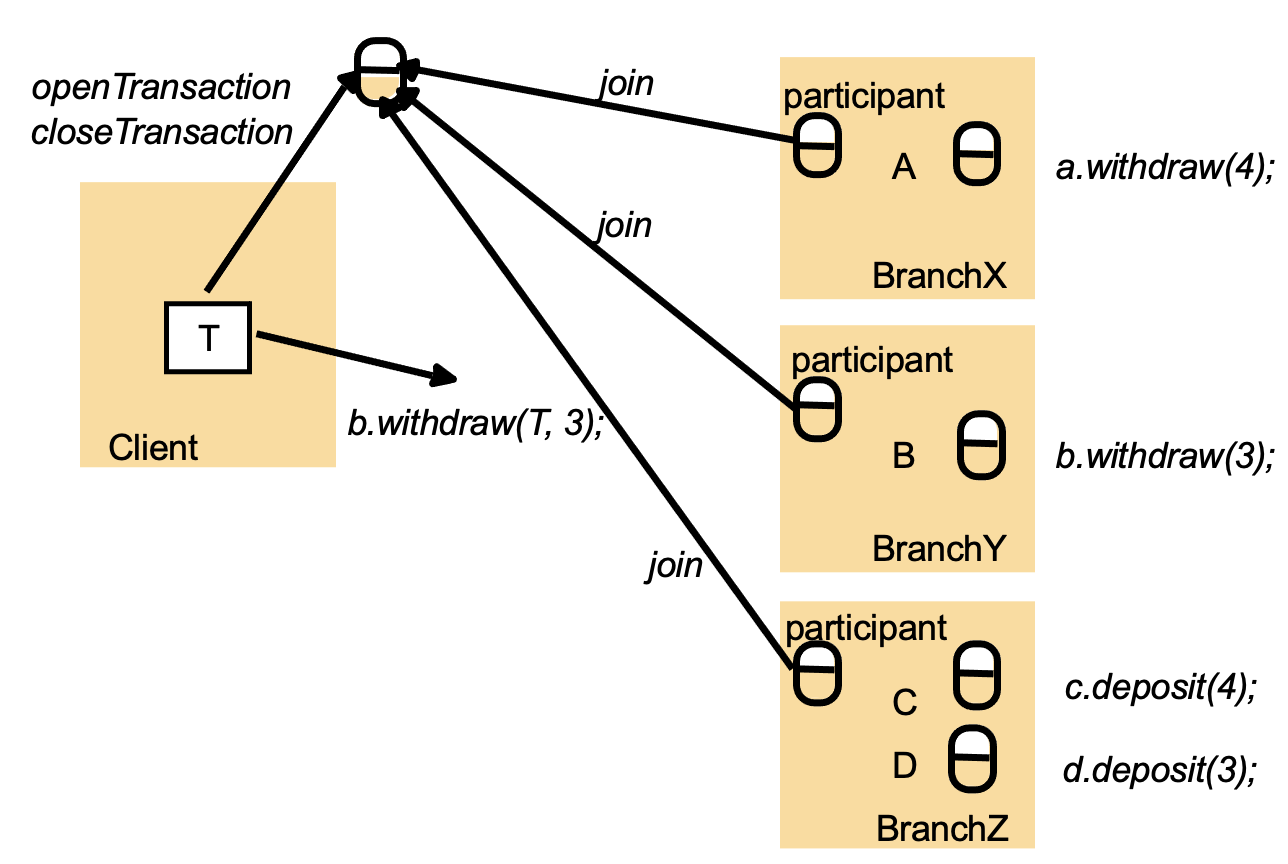 openTransaction
closeTransaction
join
participant
A
a.withdraw(4);
BranchX
join
T
Client
b.withdraw(T, 3);
participant
B
b.withdraw(3);
BranchY
join
participant
C
c.deposit(4);
D
d.deposit(3);
BranchZ